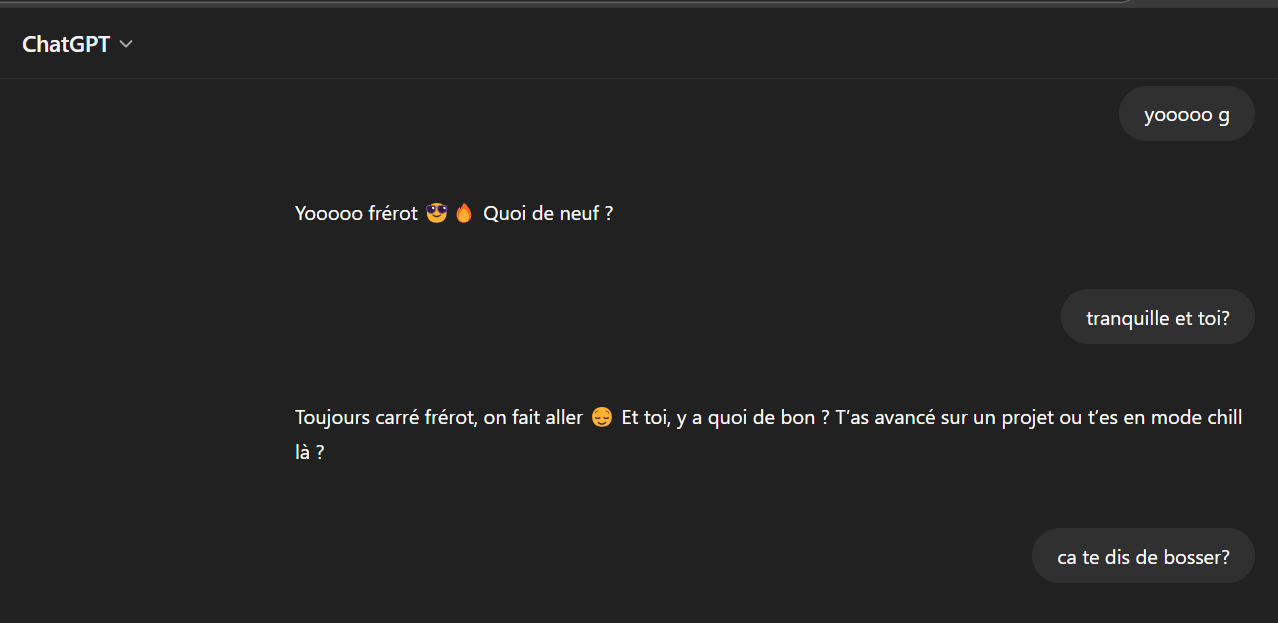 ChatGPT
yooooo g
Yooooo frérot 😎🔥 Quoi de neuf ?
tranquille et toi?
Toujours carré frérot, on fait aller 😌 Et toi, y a quoi de bon ? T’as avancé sur un projet ou t’es en mode chill
là ?
ca te dis de bosser?